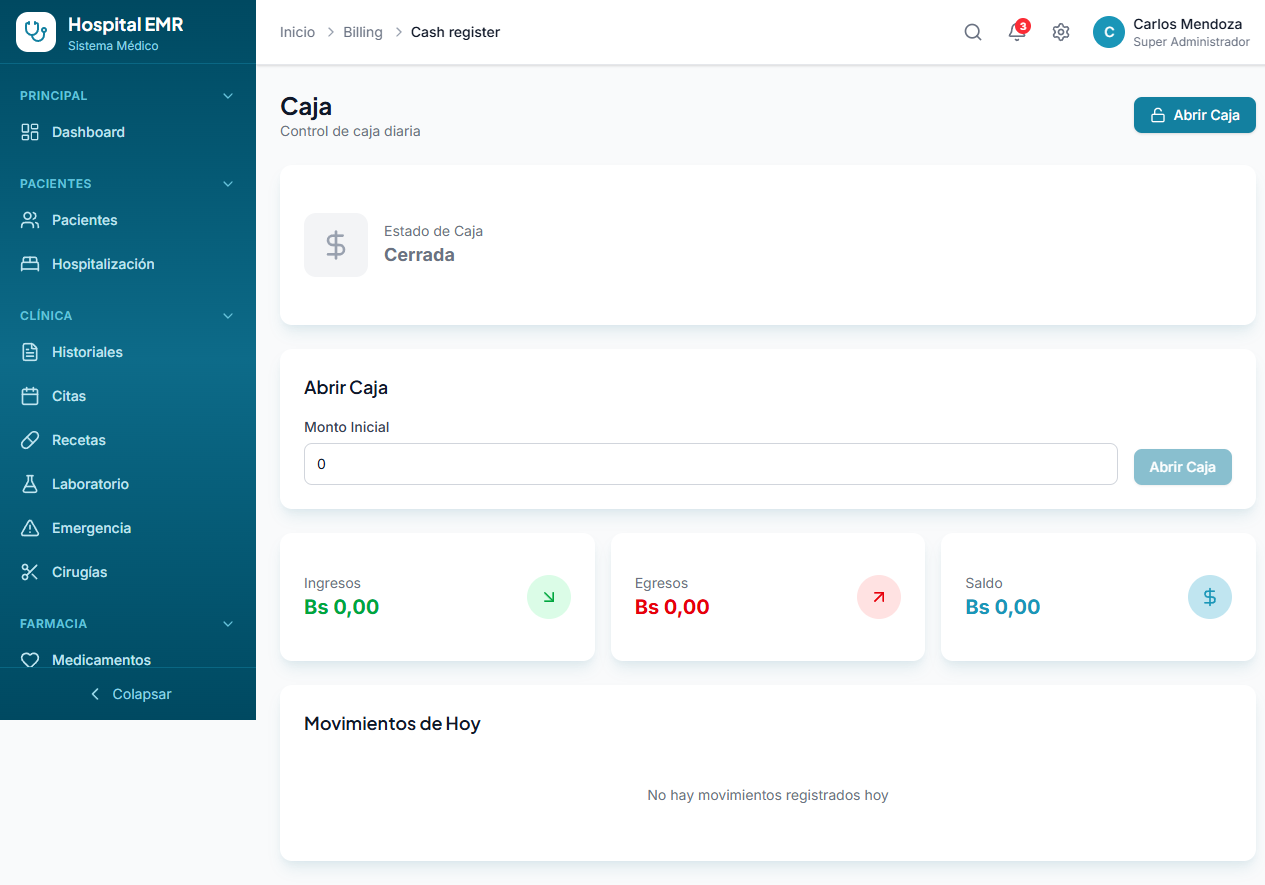 Hospital EMR
Sistema Médico
PRINCIPAL
Dashboard
PACIENTES
Pacientes
Hospitalización
CLÍNICA
Historiales
Citas
Recetas
Laboratorio
Emergencia
Cirugías
FARMACIA
Medicamentos
Colapsar
Inicio > Billing > Cash register
3
C
Carlos Mendoza
Super Administrador
Caja
Control de caja diaria
Abrir Caja
$
Estado de Caja
Cerrada
Abrir Caja
Monto Inicial
0
Abrir Caja
Ingresos
Bs 0,00
Egresos
Bs 0,00
Saldo
Bs 0,00
$
Movimientos de Hoy
No hay movimientos registrados hoy